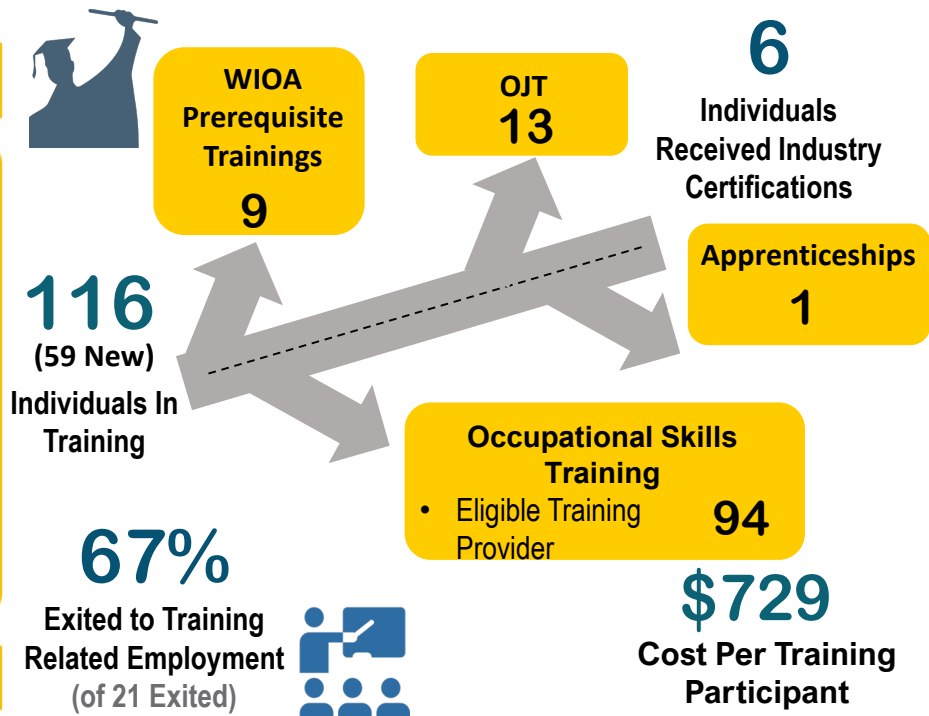 WIOA
Prerequisite
Trainings
9
OJT
13
6
Individuals
Received Industry
Certifications
116
(59 New)
Individuals In
Training
Apprenticeships
1
Occupational Skills
Training
• Eligible Training
Provider
94
67%
Exited to Training
Related Employment
(of 21 Exited)
$729
Cost Per Training
Participant